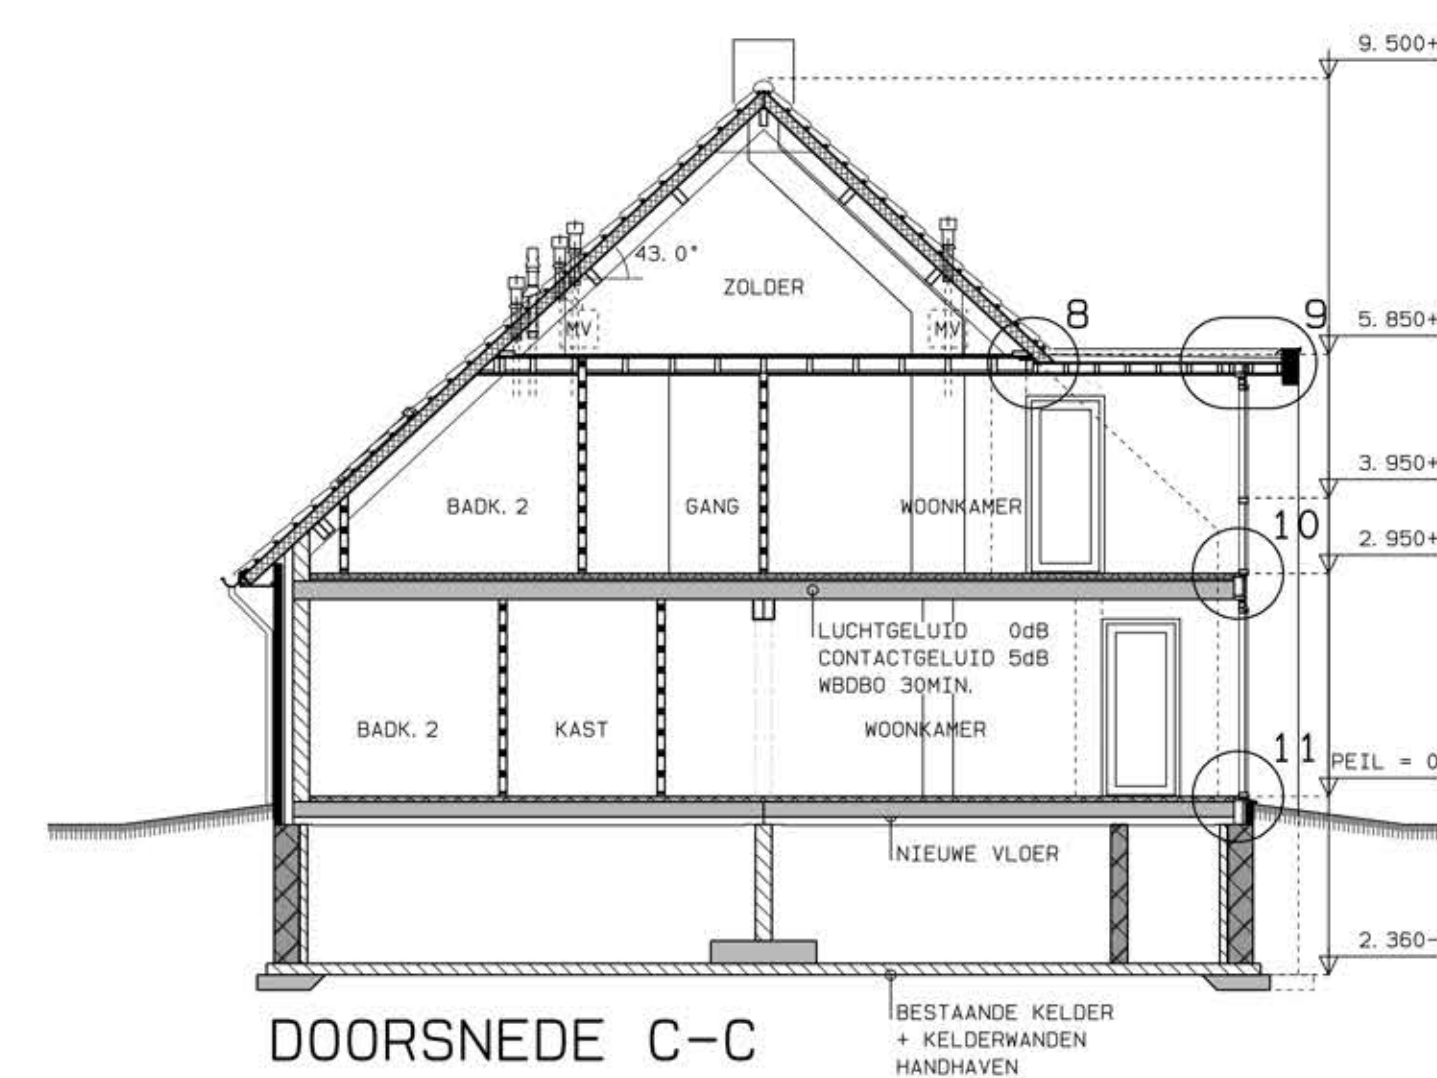 9.500+
43.0°
ZOLDER
MV
MV
8
9
5.850+
3.950+
BADK. 2
GANG
WOONKAMER
10
2.950+
LUCHTGELUID 0dB
CONTACTGELUID 5dB
WBDBO 30MIN.
BADK. 2
KAST
WOONKAMER
11
PEIL = 0
NIEUWE VLOER
2.360-
BESTAANDE KELDER
+ KELDERWANDEN
HANDHAVEN
DOORSNEDE C-C